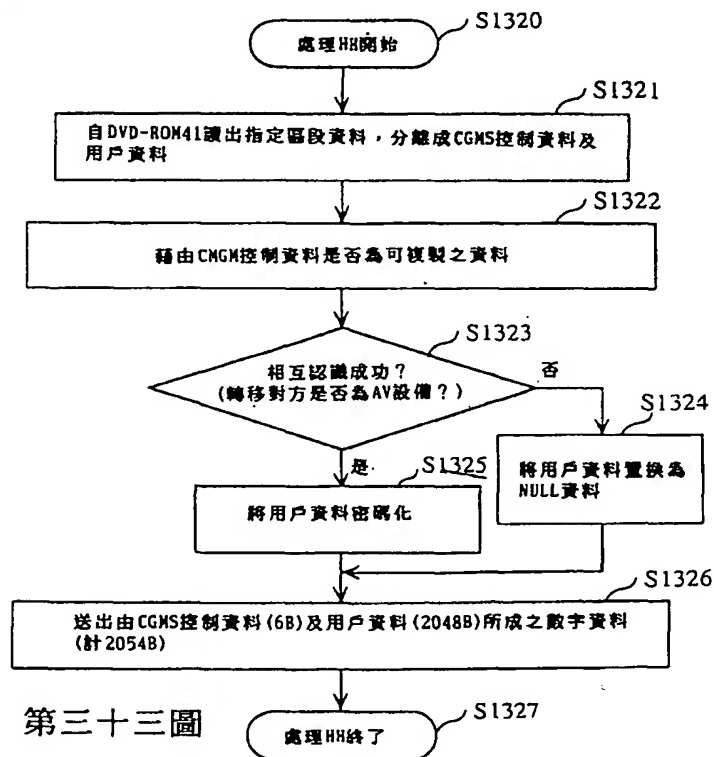 S1320
處理HH開始
S1321
自DVD-ROM41讀出指定區段資料，分離成CGMS控制資料及
用戶資料
S1322
藉由CMGM控制資料是否為可複製之資料
S1323
相互認識成功？
(轉移對方是否為AV設備？)
否
S1324
將用戶資料置換為
NULL資料
是
S1325
將用戶資料密碼化
S1326
送出由CGMS控制資料(6B)及用戶資料(2048B)所成之數字資料
(計2054B)
S1327
處理HH終了
第三十三圖